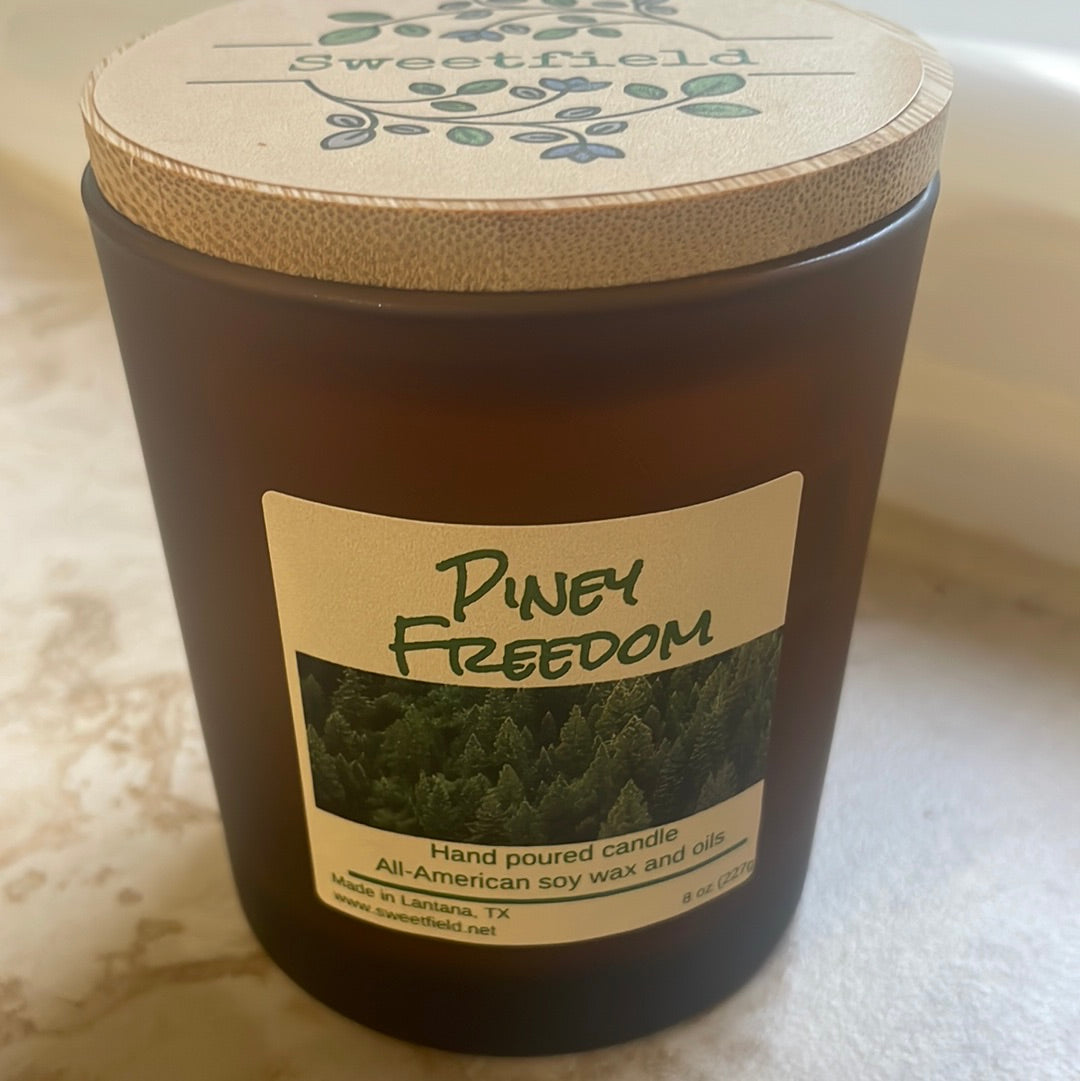 Sweetfield
Piney
Freedom
Hand poured candle
All-American soy wax and oils
Made in Lantana, TX
8 oz (227g
www.sweetfield.net